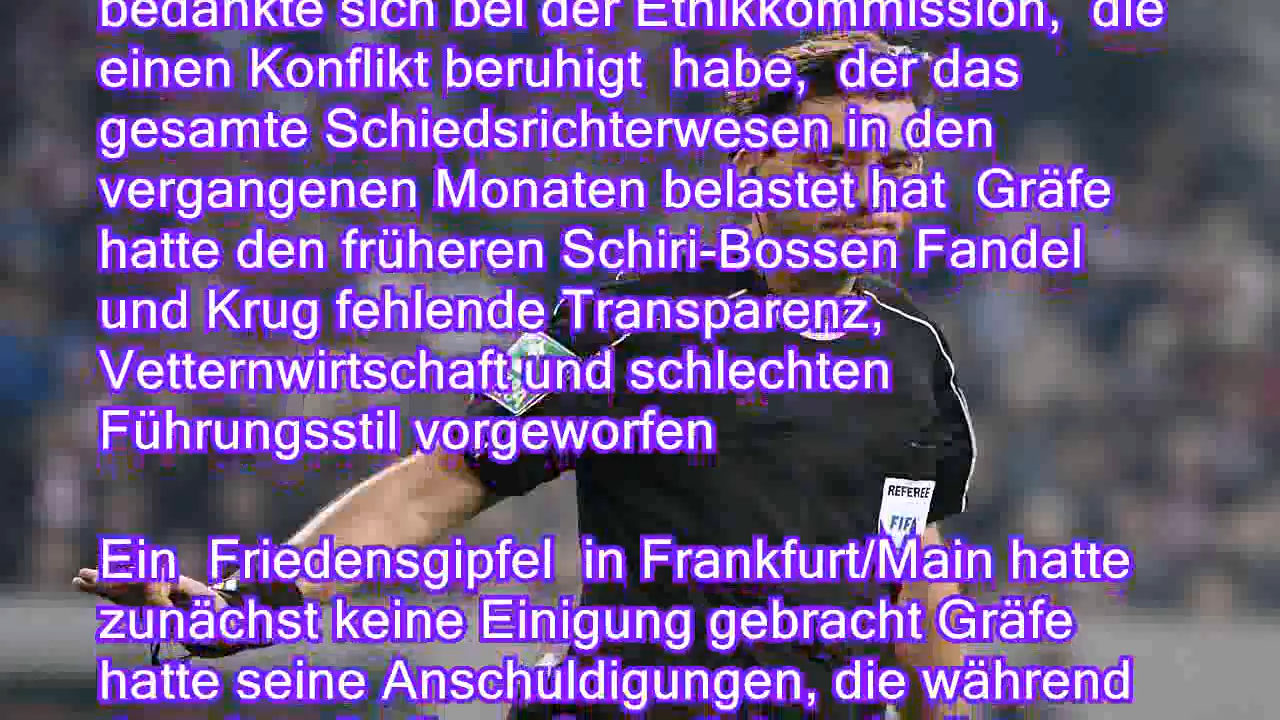 bedankte sich bei der Ethikkommission,  die
einen Konflikt beruhigt  habe,  der das
gesamte Schiedsrichterwesen in den
vergangenen Monaten belastet hat  Gräfe
hatte den früheren Schiri-Bossen Fandel
und Krug fehlende Transparenz,
Vetternwirtschaft und schlechten
Führungsstil vorgeworfen
REFEREE
FIFA
Ein  Friedensgipfel  in Frankfurt/Main hatte
zunächst keine Einigung gebracht Gräfe
hatte seine Anschuldigungen, die während